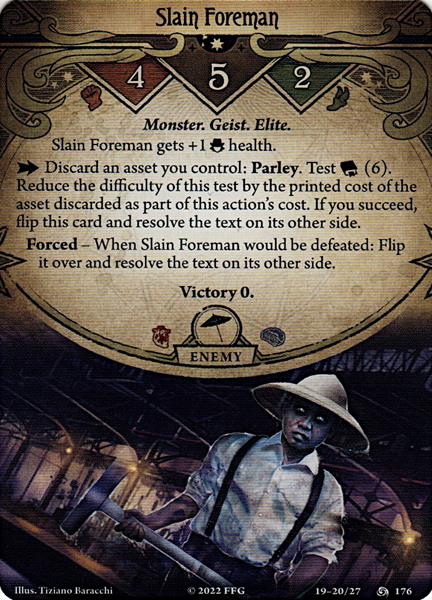 Slain Foreman
4 5 2
Monster. Geist. Elite.
Slain Foreman gets +1 health.
Discard an asset you control: Parley. Test (6).
Reduce the difficulty of this test by the printed cost of the
asset discarded as part of this action's cost. If you succeed,
flip this card and resolve the text on its other side.
Forced – When Slain Foreman would be defeated: Flip
it over and resolve the text on its other side.
Victory 0.
ENEMY
Illus. Tiziano Baracchi © 2022 FFG 19-20/27 176